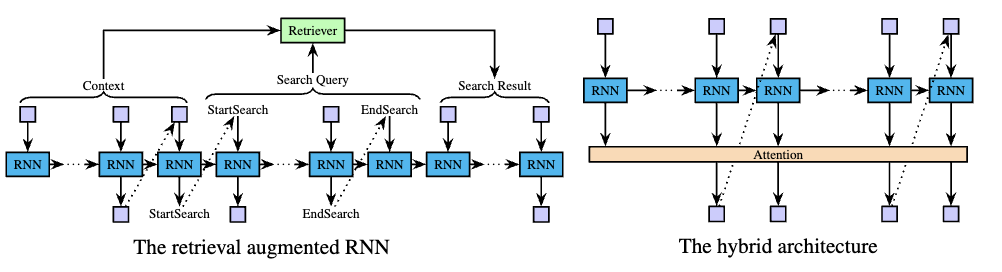 Retriever
Context
Search Query
Search Result
StartSearch
EndSearch
RNN
RNN
RNN
RNN
RNN
RNN
RNN
RNN
StartSearch
EndSearch
The retrieval augmented RNN
RNN
RNN
RNN
RNN
RNN
Attention
The hybrid architecture